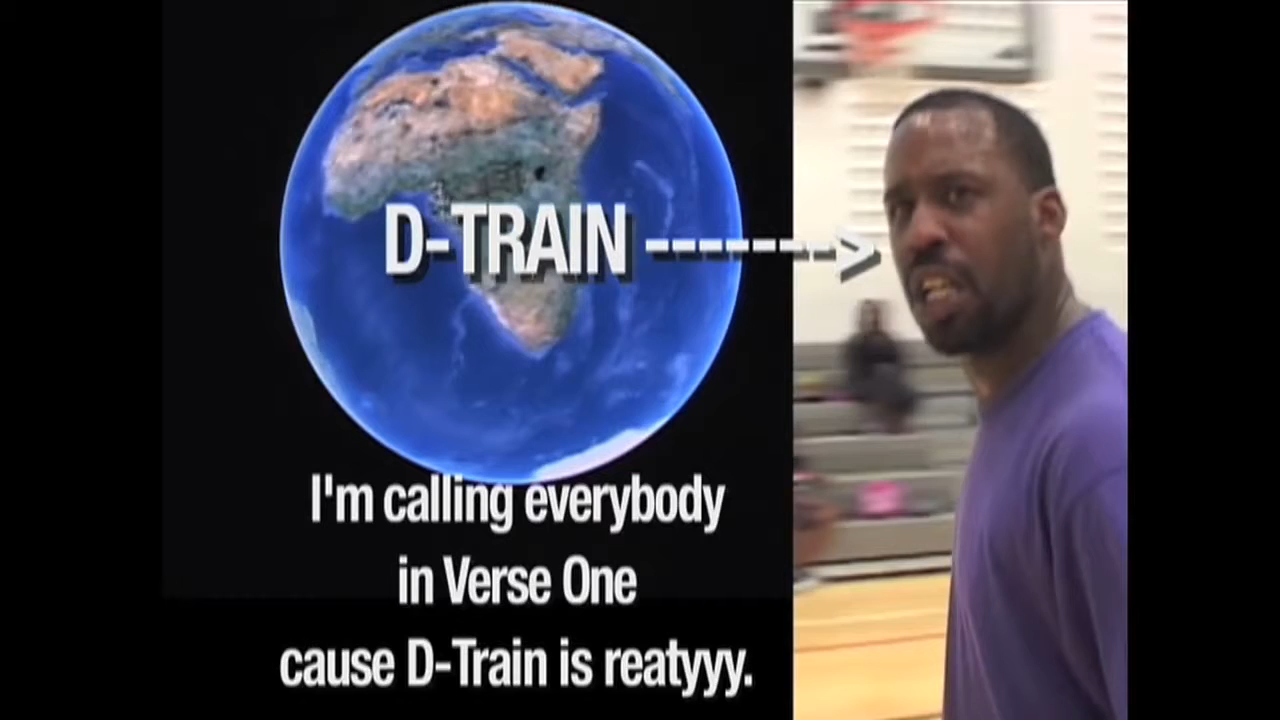 D-TRAIN ------->
I'm calling everybody
in Verse One
cause D-Train is reatyyy.